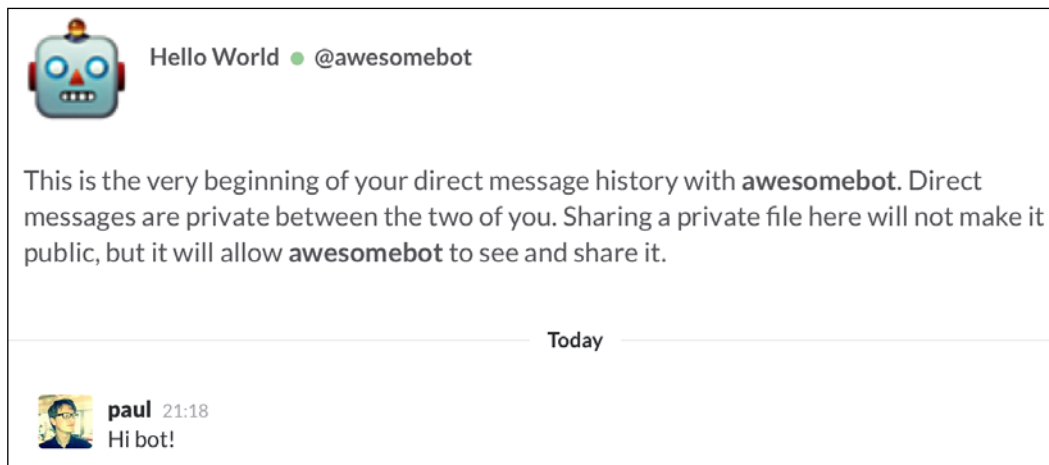 Hello World @awesomebot
This is the very beginning of your direct message history with awesomebot. Direct
messages are private between the two of you. Sharing a private file here will not make it
public, but it will allow awesomebot to see and share it.
Today
paul 21:18
Hi bot!